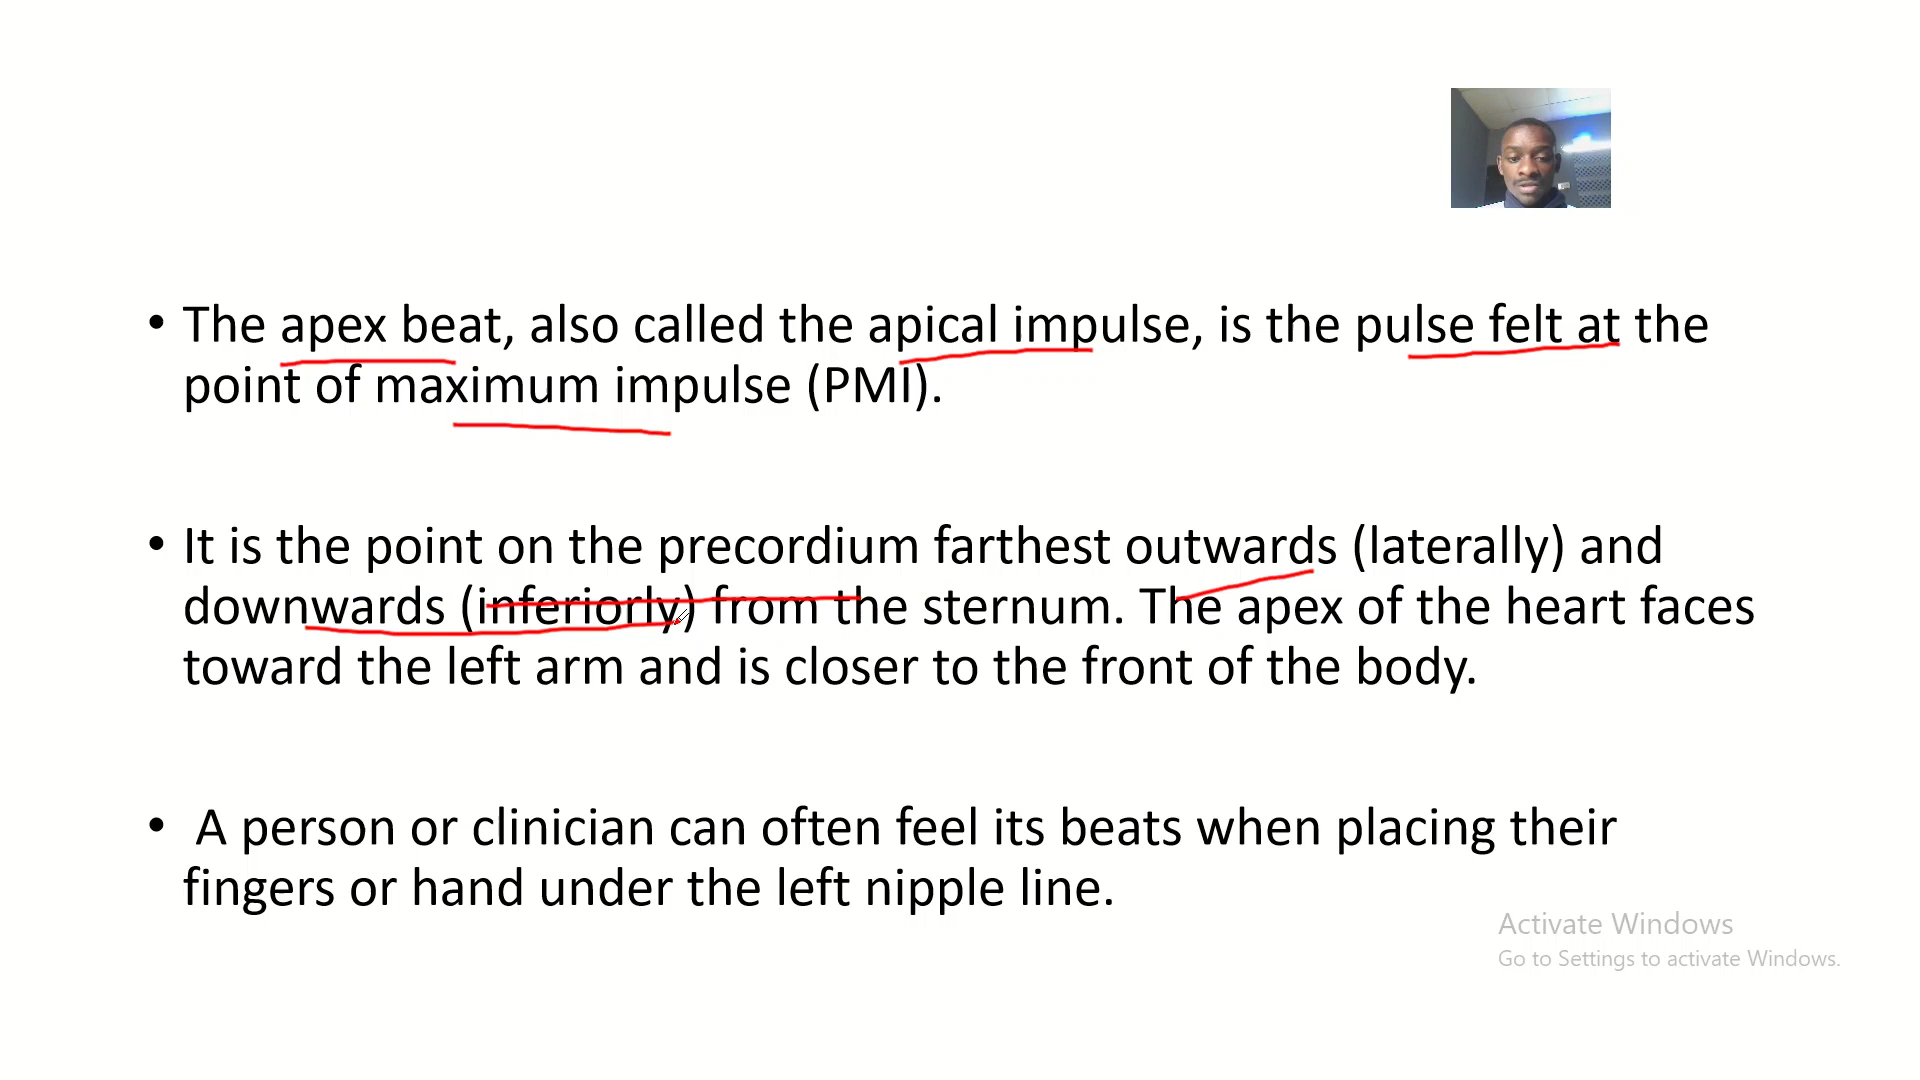 • The apex beat, also called the apical impulse, is the pulse felt at the
point of maximum impulse (PMI).
• It is the point on the precordium farthest outwards (laterally) and
downwards (inferiorly) from the sternum. The apex of the heart faces
toward the left arm and is closer to the front of the body.
• A person or clinician can often feel its beats when placing their
fingers or hand under the left nipple line.
Activate Windows
Go to Settings to activate Windows.